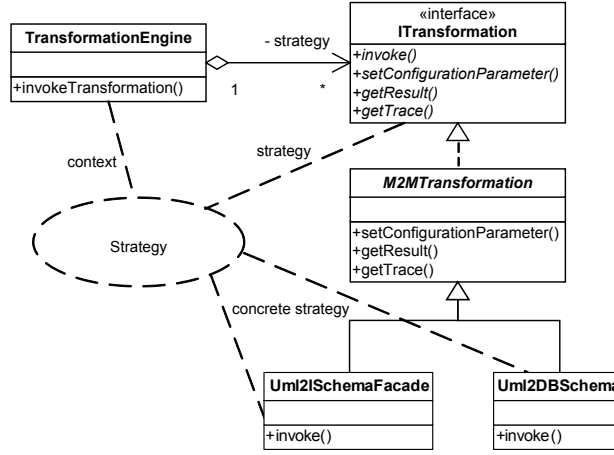 TransformationEngine
+invokeTransformation()
- strategy
1
*
«interface»
ITransformation
+invoke()
+setConfigurationParameter()
+getResult()
+getTrace()
context
strategy
M2MTransformation
+setConfigurationParameter()
+getResult()
+getTrace()
Strategy
concrete strategy
Uml2ISchemaFacade
+invoke()
Uml2DBSchema
+invoke()